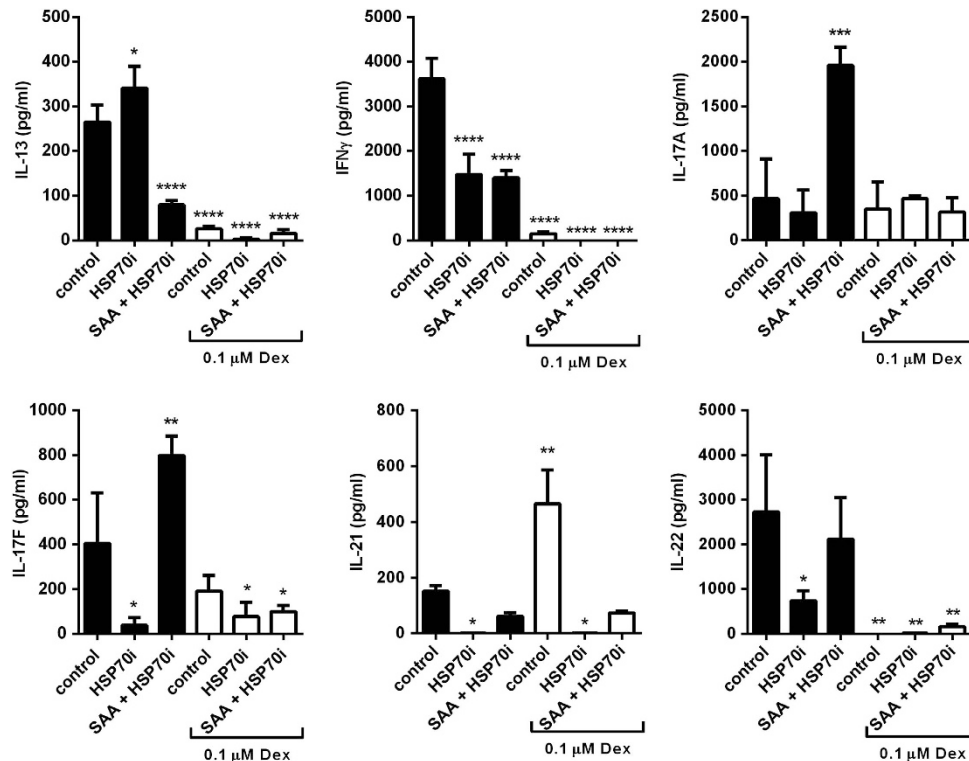 IL-13 (pg/ml)
500
400
300
200
100
0
*
****
****
****
****
control
HSP70i
SAA + HSP70i
control
HSP70i
SAA + HSP70i
0.1 μM Dex
IFNγ (pg/ml)
5000
4000
3000
2000
1000
0
****
****
****
****
****
control
HSP70i
SAA + HSP70i
control
HSP70i
SAA + HSP70i
0.1 μM Dex
IL-17A (pg/ml)
2500
2000
1500
1000
500
0
***
control
HSP70i
SAA + HSP70i
control
HSP70i
SAA + HSP70i
0.1 μM Dex
IL-17F (pg/ml)
1000
800
600
400
200
0
*
**
*
*
control
HSP70i
SAA + HSP70i
control
HSP70i
SAA + HSP70i
0.1 μM Dex
IL-21 (pg/ml)
800
600
400
200
0
*
**
*
control
HSP70i
SAA + HSP70i
control
HSP70i
SAA + HSP70i
0.1 μM Dex
IL-22 (pg/ml)
5000
4000
3000
2000
1000
0
*
**
**
**
control
HSP70i
SAA + HSP70i
control
HSP70i
SAA + HSP70i
0.1 μM Dex